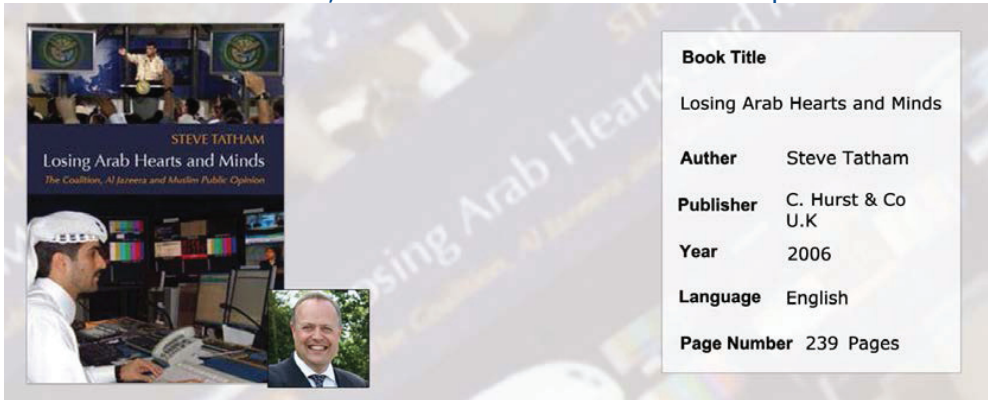 STEVE TATHAM
Losing Arab Hearts and Minds
The Coalition, Al Jazeera and Muslim Public Opinion
Book Title
Losing Arab Hearts and Minds
Auther Steve Tatham
Publisher C. Hurst & Co
U.K
Year 2006
Language English
Page Number 239 Pages